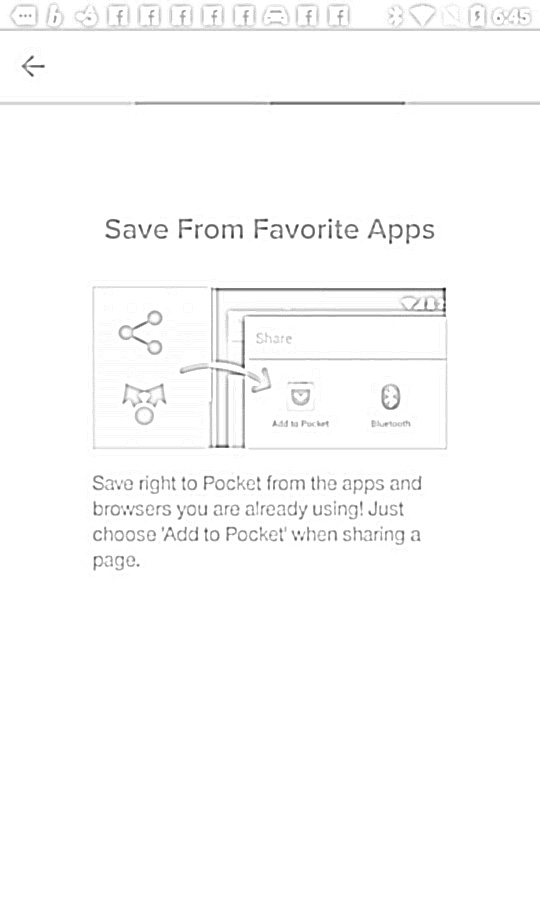 6:45
Save From Favorite Apps
Share
Add to Pocket
Bluetooth
Save right to Pocket from the apps and
browsers you are already using! Just
choose 'Add to Pocket' when sharing a
page.